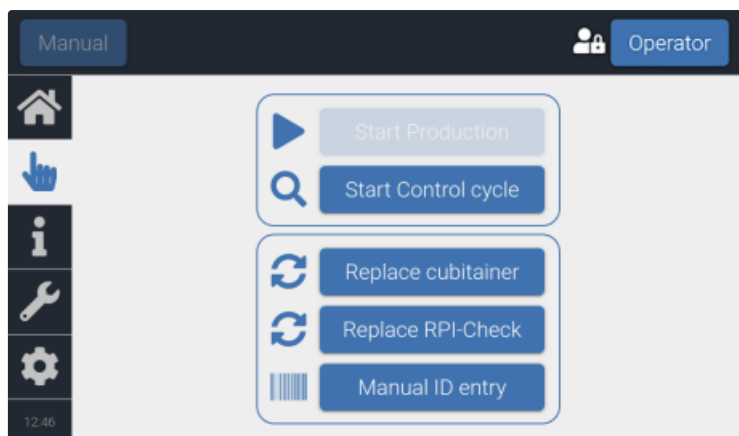 Manual
Operator
Start Production
Start Control cycle
Replace cubitainer
Replace RPI-Check
Manual ID entry
12:46